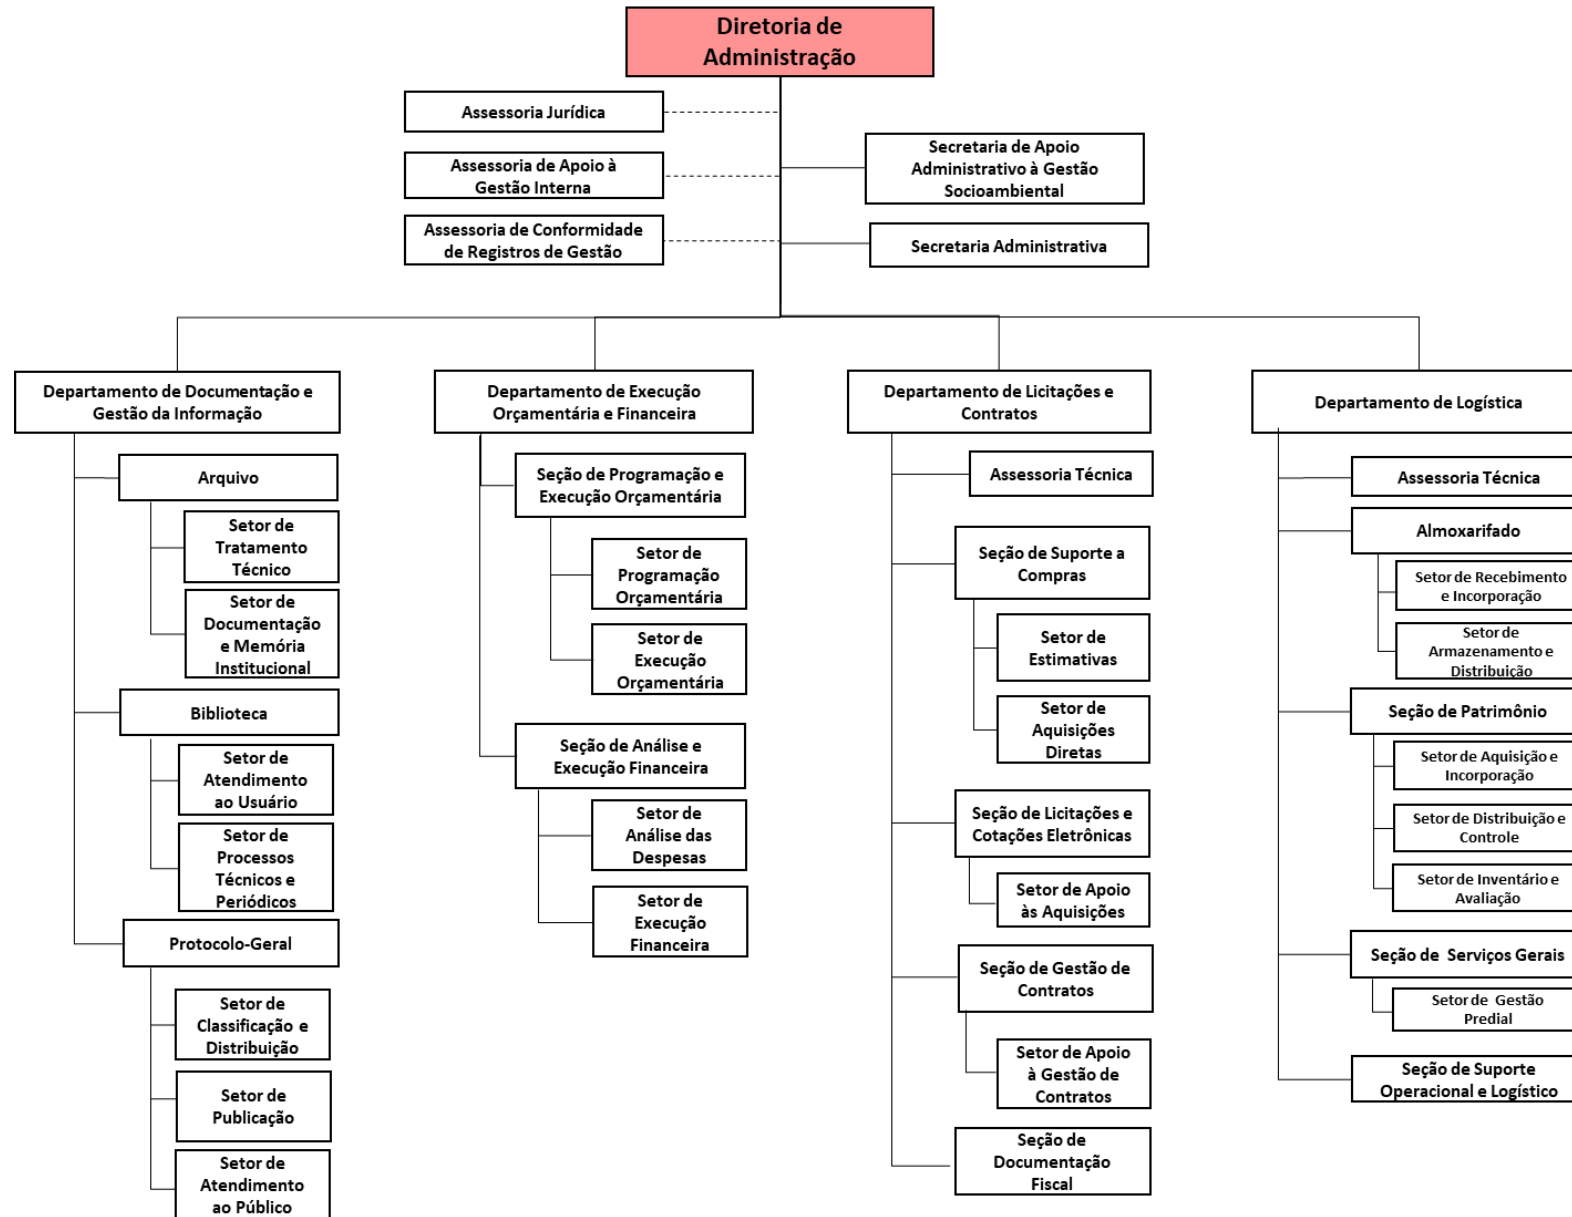 Diretoria de
Administração
Assessoria Jurídica
Assessoria de Apoio à
Gestão Interna
Assessoria de Conformidade
de Registros de Gestão
Secretaria de Apoio
Administrativo à Gestão
Socioambiental
Secretaria Administrativa
Departamento de Documentação e
Gestão da Informação
Arquivo
Setor de
Tratamento
Técnico
Setor de
Documentação
e Memória
Institucional
Biblioteca
Setor de
Atendimento
ao Usuário
Setor de
Processos
Técnicos e
Periódicos
Protocolo-Geral
Setor de
Classificação e
Distribuição
Setor de
Publicação
Setor de
Atendimento
ao Público
Departamento de Execução
Orçamentária e Financeira
Seção de Programação e
Execução Orçamentária
Setor de
Programação
Orçamentária
Setor de
Execução
Orçamentária
Seção de Análise e
Execução Financeira
Setor de
Análise das
Despesas
Setor de
Execução
Financeira
Departamento de Licitações e
Contratos
Assessoria Técnica
Seção de Suporte a
Compras
Setor de
Estimativas
Setor de
Aquisições
Diretas
Seção de Licitações e
Cotações Eletrônicas
Setor de Apoio
às Aquisições
Seção de Gestão de
Contratos
Setor de Apoio
à Gestão de
Contratos
Seção de
Documentação
Fiscal
Departamento de Logística
Assessoria Técnica
Almoxarifado
Setor de Recebimento
e Incorporação
Setor de
Armazenamento e
Distribuição
Seção de Patrimônio
Setor de Aquisição e
Incorporação
Setor de Distribuição e
Controle
Setor de Inventário e
Avaliação
Seção de Serviços Gerais
Setor de Gestão
Predial
Seção de Suporte
Operacional e Logístico